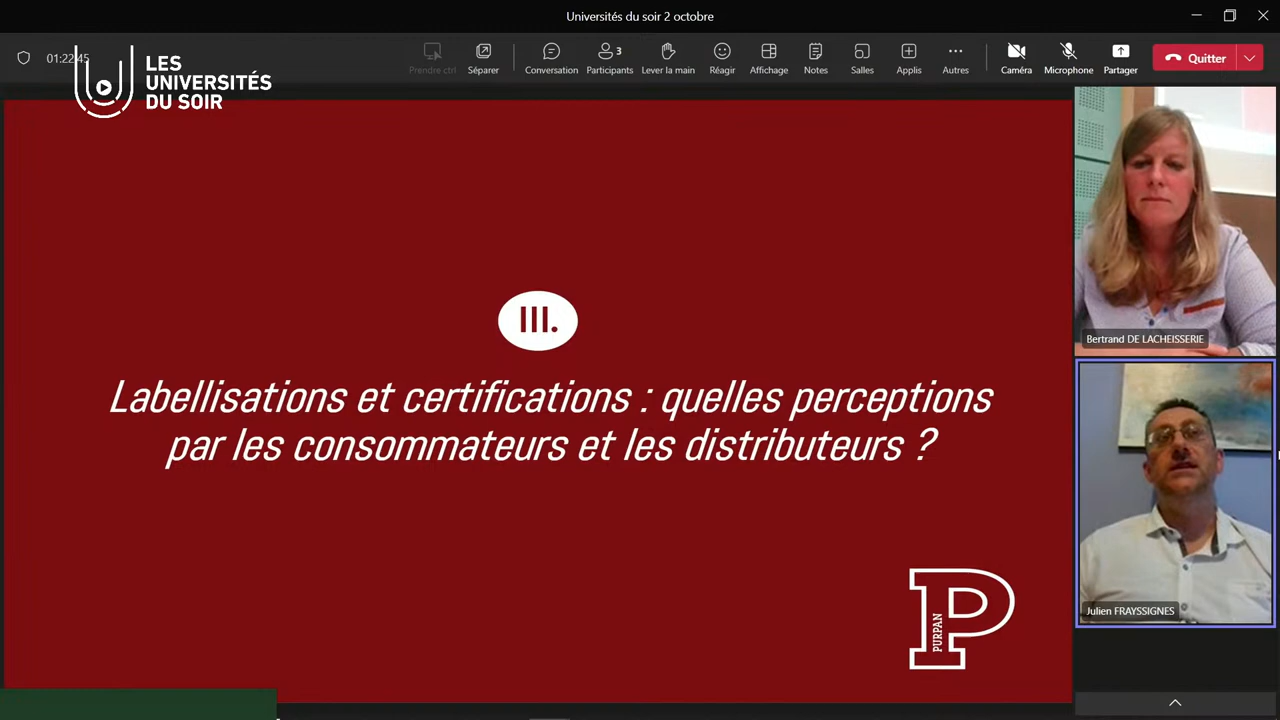 Universités du soir 2 octobre
01:22:45
LES
UNIVERSITÉS
DU SOIR
Prendre ctrl
Séparer
Conversation
3
Participants
Lever la main
Réagir
Affichage
Notes
Salles
Applis
Autres
Caméra
Microphone
Partager
Quitter
III.
Labellisations et certifications : quelles perceptions
par les consommateurs et les distributeurs ?
P
PURPAN
Bertrand DE LACHEISSERIE
Julien FRAYSSIGNES